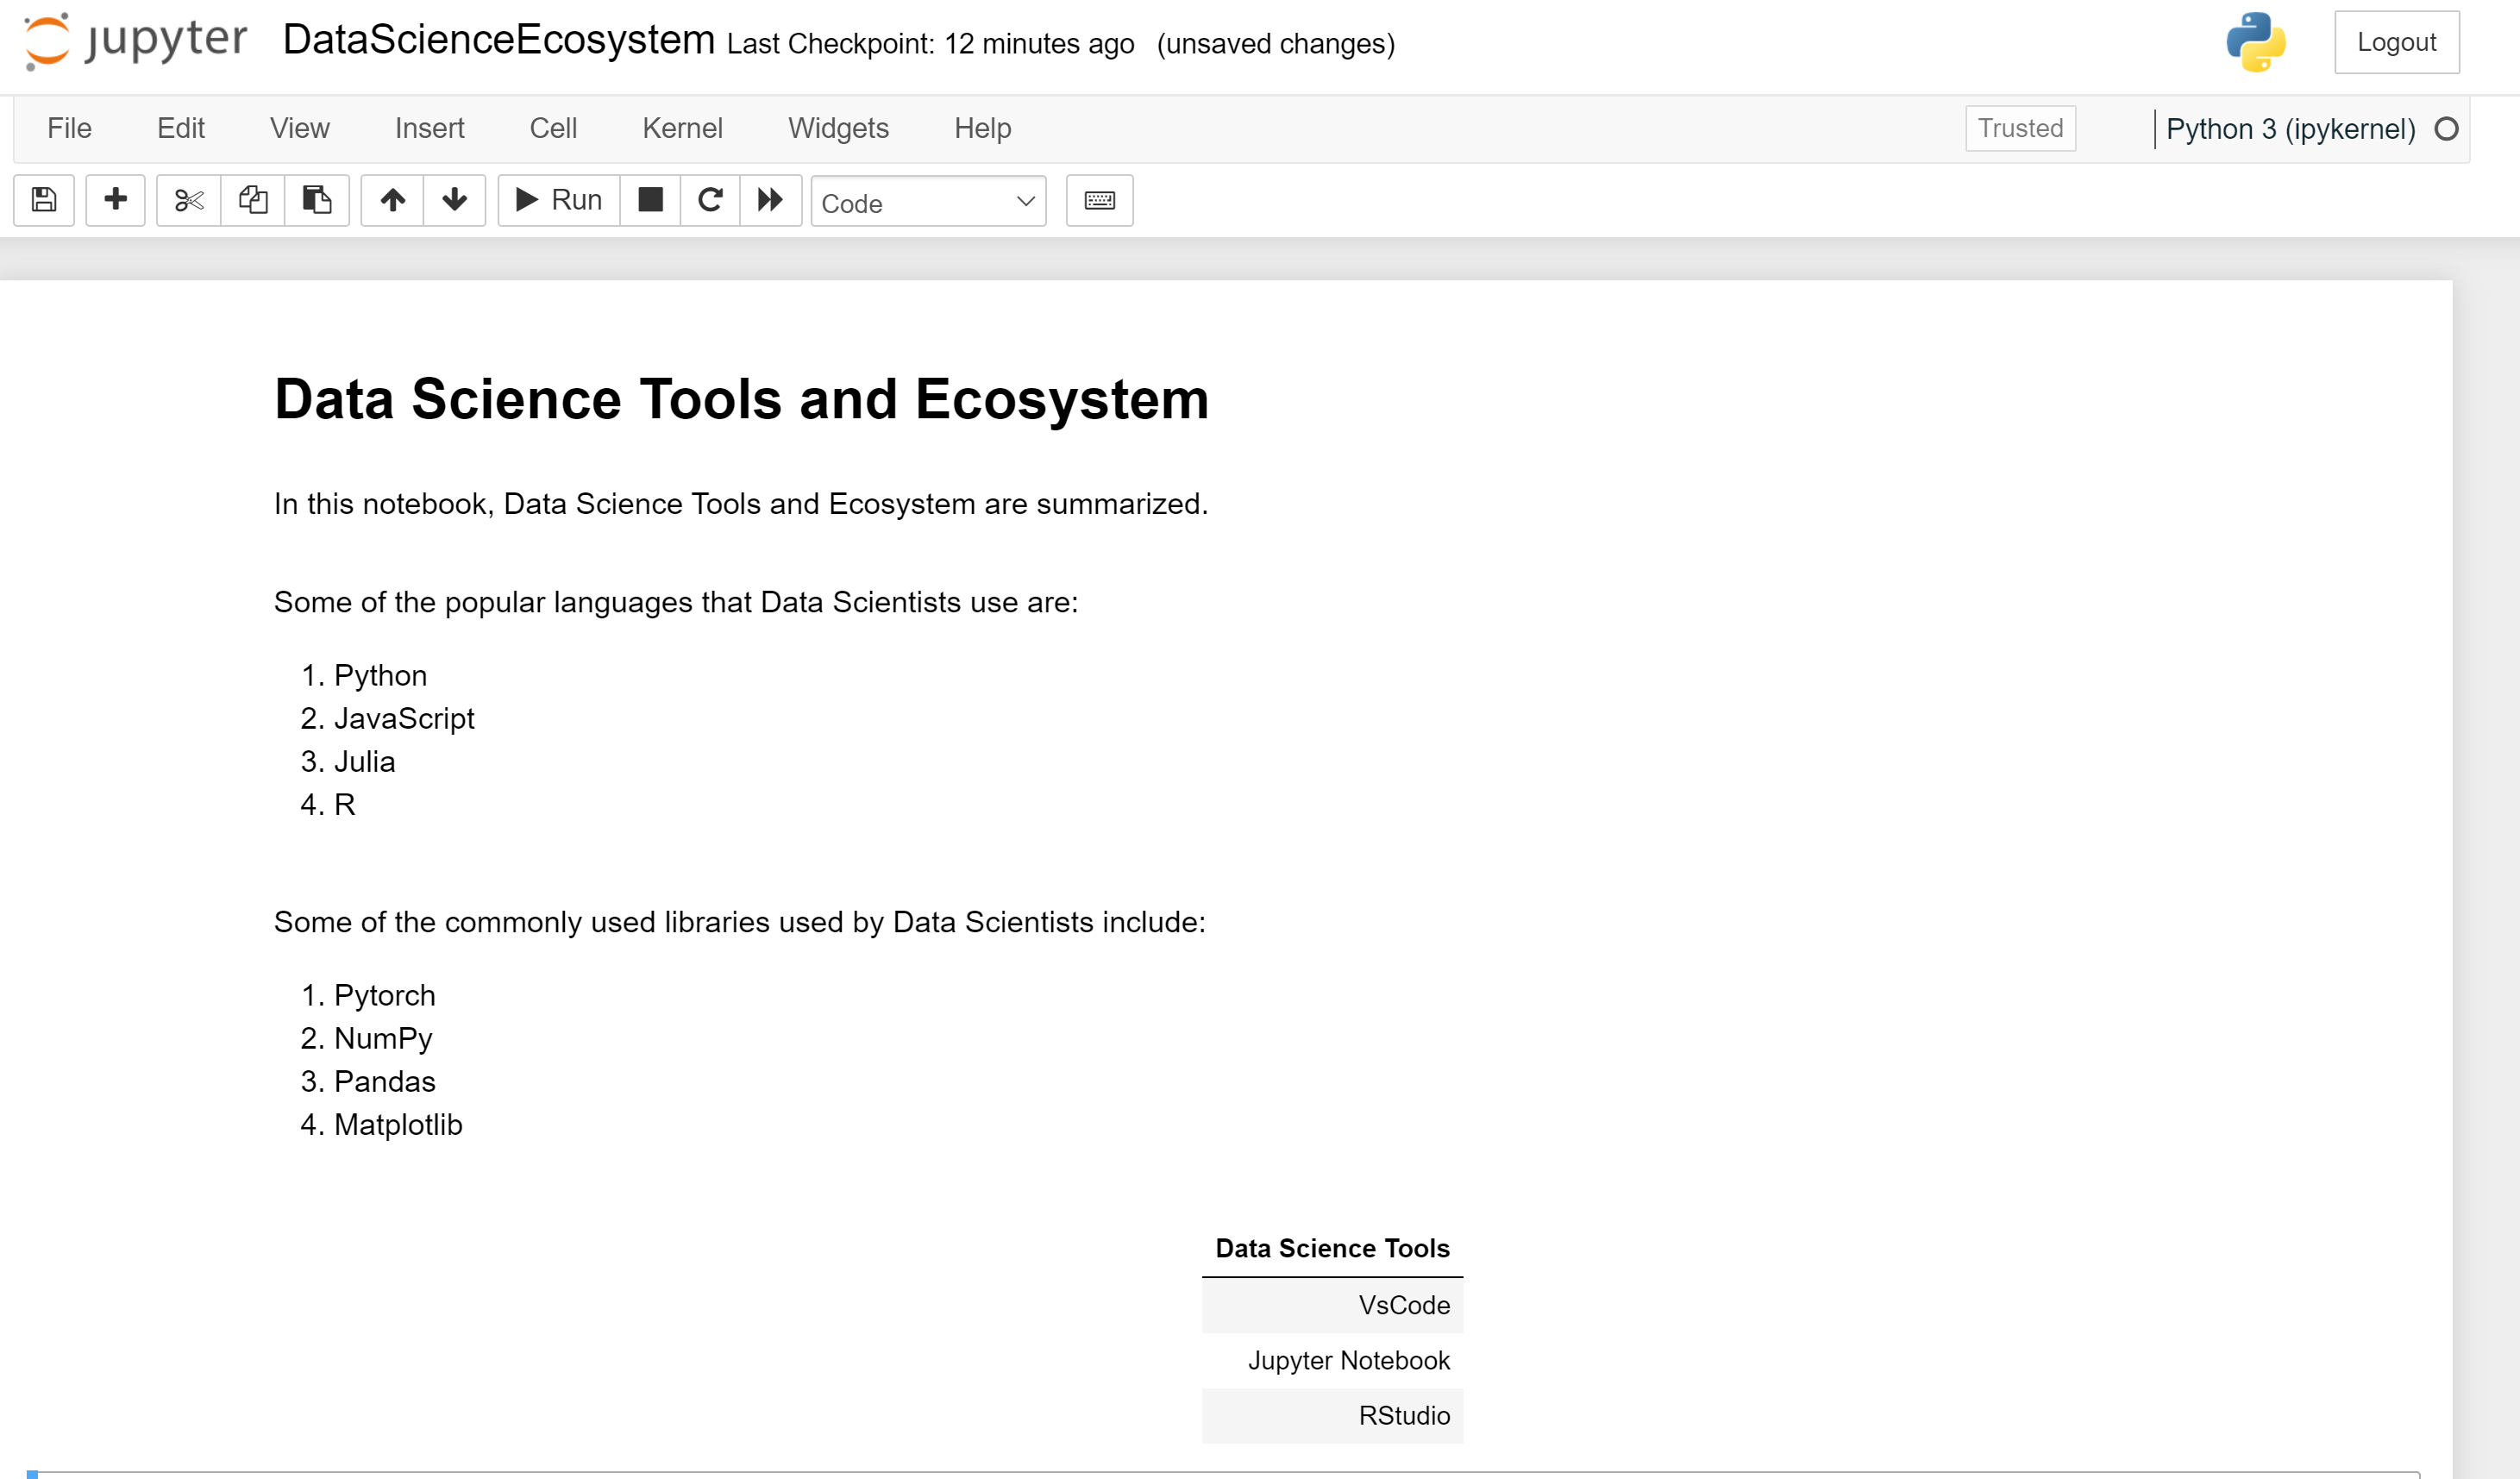 jupyter DataScienceEcosystem Last Checkpoint: 12 minutes ago (unsaved changes) Logout
File Edit View Insert Cell Kernel Widgets Help Trusted Python 3 (ipykernel)
Run Code
Data Science Tools and Ecosystem
In this notebook, Data Science Tools and Ecosystem are summarized.
Some of the popular languages that Data Scientists use are:
1. Python
2. JavaScript
3. Julia
4. R
Some of the commonly used libraries used by Data Scientists include:
1. Pytorch
2. NumPy
3. Pandas
4. Matplotlib
Data Science Tools
VsCode
Jupyter Notebook
RStudio